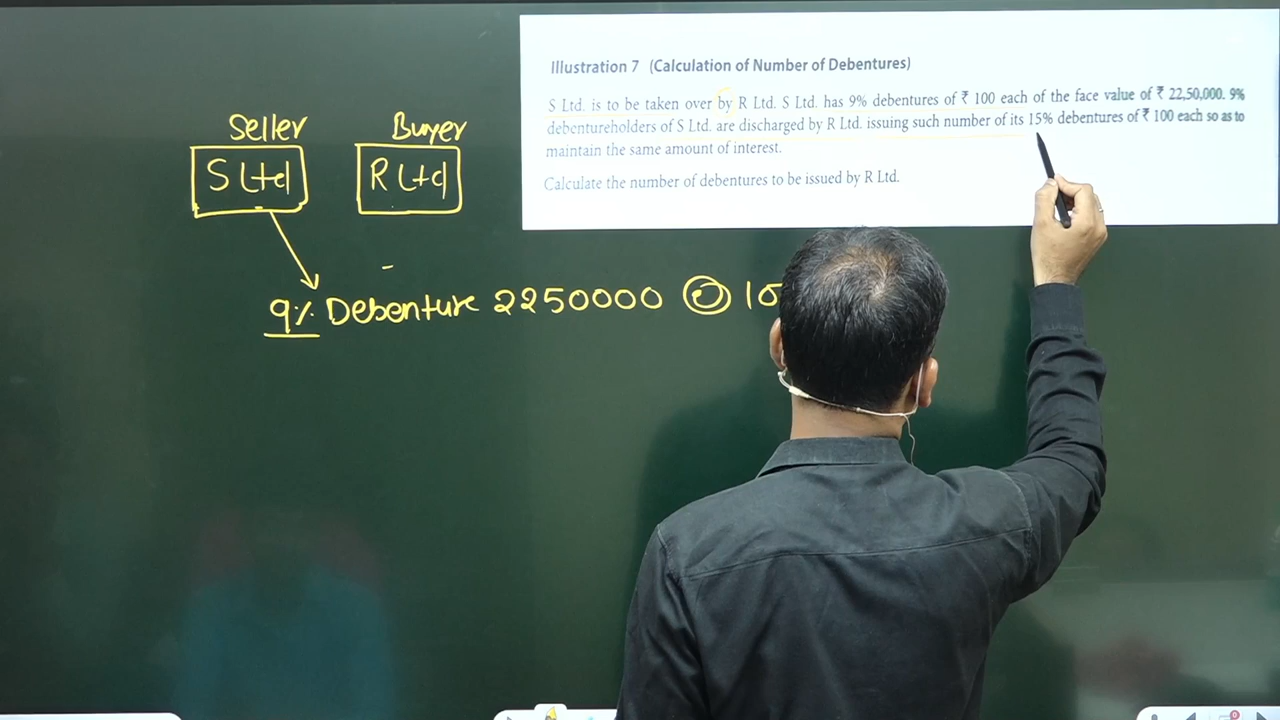 Illustration 7 (Calculation of Number of Debentures)
S Ltd. is to be taken over by R Ltd. S Ltd. has 9% debentures of ₹ 100 each of the face value of ₹ 22,50,000. 9%
debentureholders of S Ltd. are discharged by R Ltd. issuing such number of its 15% debentures of ₹ 100 each so as to
maintain the same amount of interest.
Calculate the number of debentures to be issued by R Ltd.
Seller Buyer
S Ltd R Ltd
9% Debenture 2250000 @ 10